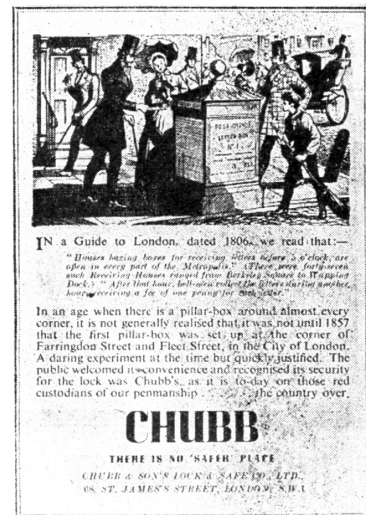 POST OFFICE
LETTER BOX
IN a Guide to London, dated 1806, we read that:—
"Houses having boxes for receiving letters before 5 o'clock, are
open in every part of the Metropolis." (There were forty-seven
such Receiving Houses ranged from Berkeley Square to Wapping
Dock.) "After that hour, bell-men collect the letters during another
hour, receiving a fee of one penny for each letter."
In an age when there is a pillar-box around almost every
corner, it is not generally realised that it was not until 1857
that the first pillar-box was set up at the corner of
Farringdon Street and Fleet Street, in the City of London.
A daring experiment at the time but quickly justified. The
public welcomed its convenience and recognised its security
for the lock was Chubb's, as it is to-day on those red
custodians of our penmanship . . . . the country over.
CHUBB
THERE IS NO 'SAFER' PLACE
CHUBB & SON'S LOCK & SAFE CO., LTD.,
68, ST. JAMES'S STREET, LONDON, S.W.1